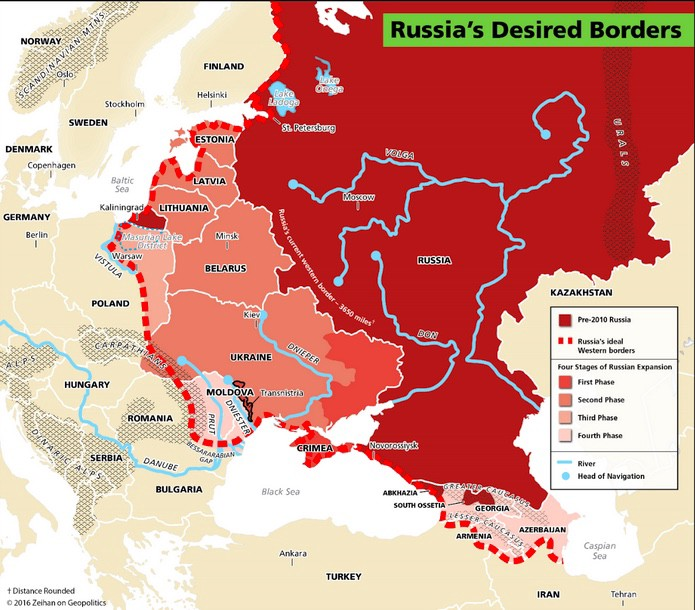 Russia's Desired Borders
NORWAY
SCANDINAVIAN MTNS
Oslo
FINLAND
Helsinki
Stockholm
SWEDEN
Lake
Ladoga
Lake
Onega
St. Petersburg
ESTONIA
DENMARK
Copenhagen
Baltic
Sea
LATVIA
VOLGA
URALS
Moscow
Kaliningrad
LITHUANIA
GERMANY
Berlin
Masurian Lake
District
Warsaw
VISTULA
Minsk
BELARUS
Russia's current western border – 3650 miles†
RUSSIA
POLAND
KAZAKHSTAN
Kiev
DNIEPER
DON
CARPATHIANS
ALPS
UKRAINE
HUNGARY
MOLDOVA
Transnistria
ROMANIA
PRUT
DNIESTER
DINARIC ALPS
SERBIA
DANUBE
BESSARABIAN
GAP
CRIMEA
Novorossiysk
BULGARIA
Black Sea
ABKHAZIA
SOUTH OSSETIA
GREATER CAUCASUS
GEORGIA
LESSER CAUCASUS
AZERBAIJAN
ARMENIA
Caspian
Sea
Ankara
TURKEY
IRAN
Tehran
Pre-2010 Russia
Russia's ideal
Western borders
Four Stages of Russian Expansion
First Phase
Second Phase
Third Phase
Fourth Phase
River
Head of Navigation
† Distance Rounded
© 2016 Zeihan on Geopolitics